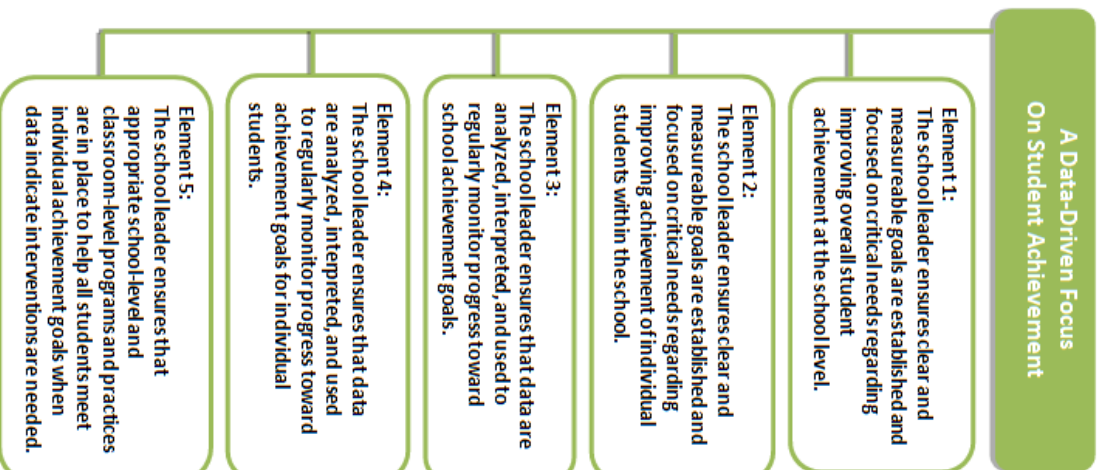 A Data-Driven Focus
On Student Achievement
Element 1:
The school leader ensures clear and
measureable goals are established and
focused on critical needs regarding
improving overall student
achievement at the school level.
Element 2:
The school leader ensures clear and
measureable goals are established and
focused on critical needs regarding
improving achievement of individual
students within the school.
Element 3:
The school leader ensures that data are
analyzed, interpreted, and used to
regularly monitor progress toward
school achievement goals.
Element 4:
The school leader ensures that data
are analyzed, interpreted, and used
to regularly monitor progress toward
achievement goals for individual
students.
Element 5:
The school leader ensures that
appropriate school-level and
classroom-level programs and practices
are in place to help all students meet
individual achievement goals when
data indicate interventions are needed.